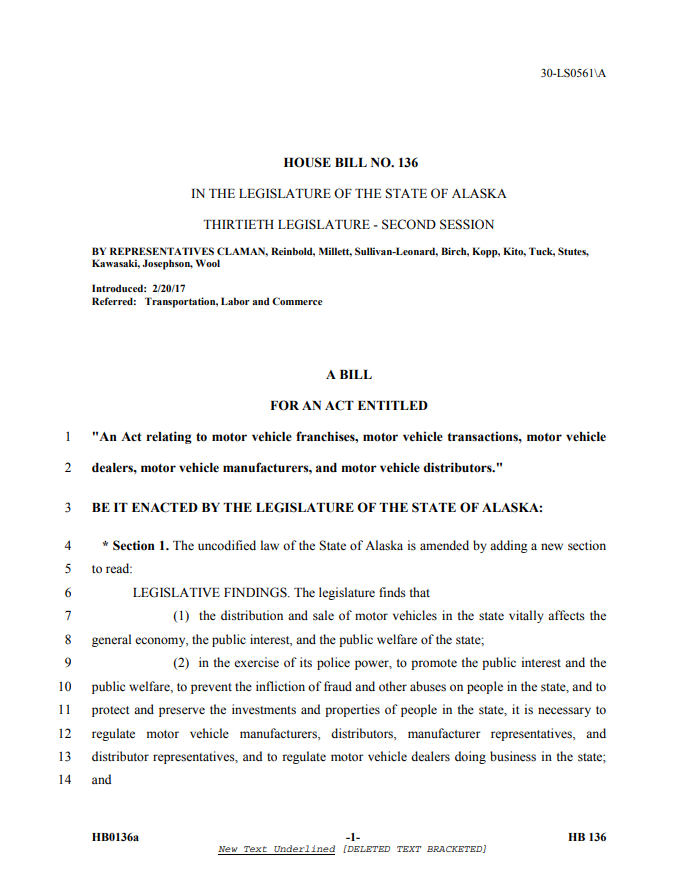 30-LS0561\A
HOUSE BILL NO. 136
IN THE LEGISLATURE OF THE STATE OF ALASKA
THIRTIETH LEGISLATURE - SECOND SESSION
BY REPRESENTATIVES CLAMAN, Reinbold, Millett, Sullivan-Leonard, Birch, Kopp, Kito, Tuck, Stutes,
Kawasaki, Josephson, Wool
Introduced: 2/20/17
Referred: Transportation, Labor and Commerce
A BILL
FOR AN ACT ENTITLED
1 "An Act relating to motor vehicle franchises, motor vehicle transactions, motor vehicle
2 dealers, motor vehicle manufacturers, and motor vehicle distributors."
3 BE IT ENACTED BY THE LEGISLATURE OF THE STATE OF ALASKA:
4 * Section 1. The uncodified law of the State of Alaska is amended by adding a new section
5 to read:
6 LEGISLATIVE FINDINGS. The legislature finds that
7 (1) the distribution and sale of motor vehicles in the state vitally affects the
8 general economy, the public interest, and the public welfare of the state;
9 (2) in the exercise of its police power, to promote the public interest and the
10 public welfare, to prevent the infliction of fraud and other abuses on people in the state, and to
11 protect and preserve the investments and properties of people in the state, it is necessary to
12 regulate motor vehicle manufacturers, distributors, manufacturer representatives, and
13 distributor representatives, and to regulate motor vehicle dealers doing business in the state;
14 and
HB0136a -1- HB 136
New Text Underlined [DELETED TEXT BRACKETED]